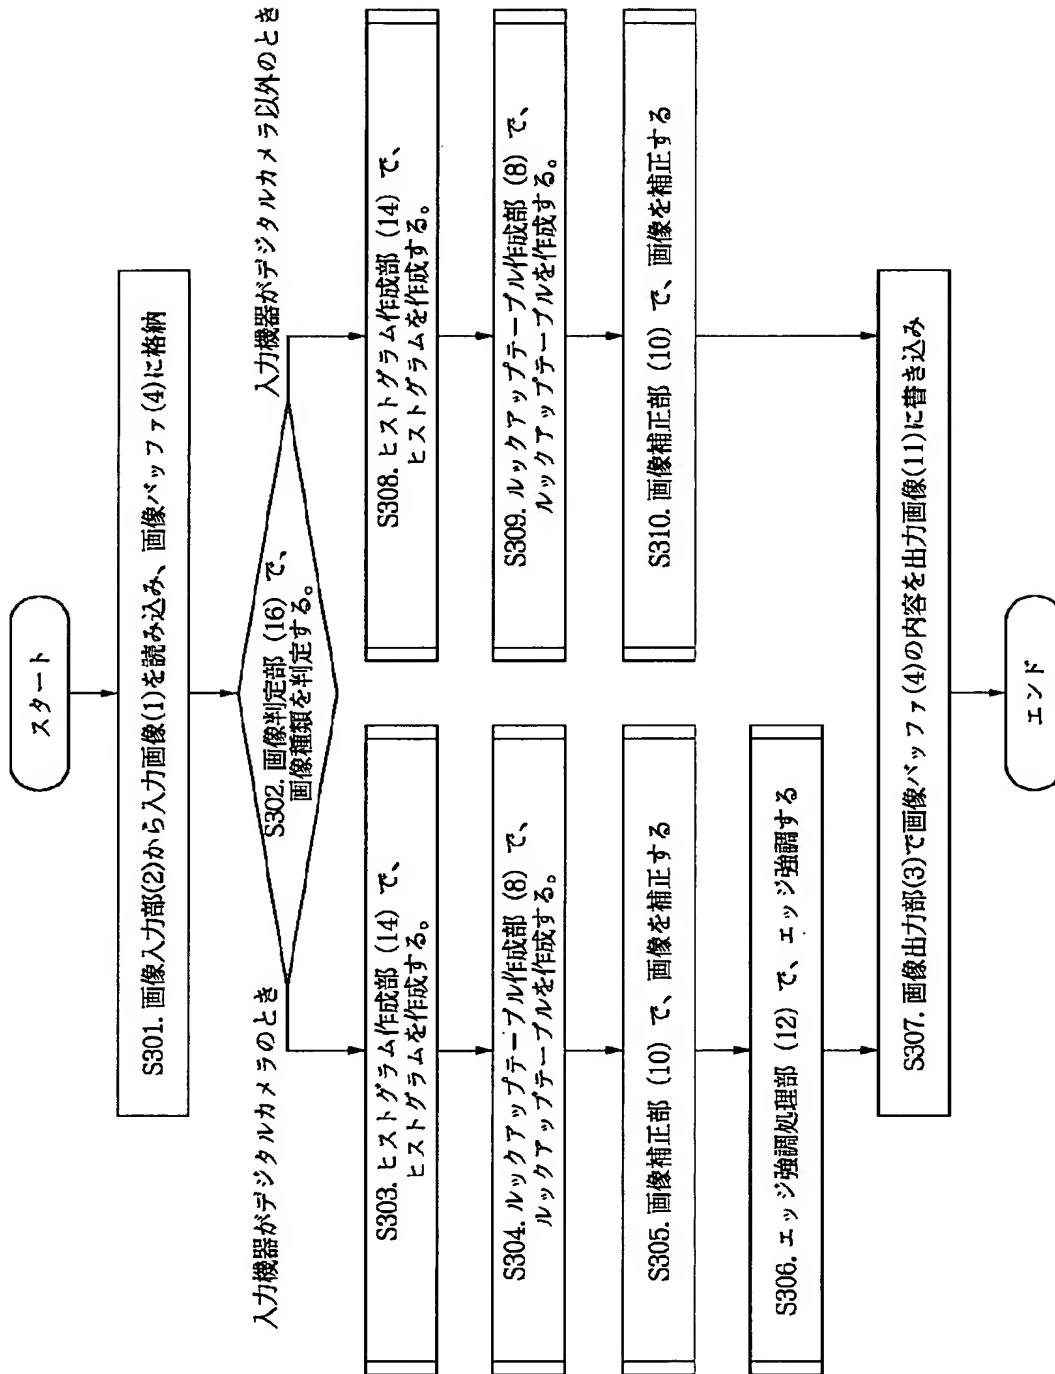 スタート
S301. 画像入力部(2)から入力画像(1)を読み込み、画像バッファ(4)に格納
S302. 画像判定部 (16) で、
画像種類を判定する。
入力機器がデジタルカメラのとき
S303. ヒストグラム作成部 (14) で、
ヒストグラムを作成する。
S304. ルックアップテーブル作成部 (8) で、
ルックアップテーブルを作成する。
S305. 画像補正部 (10) で、画像を補正する
S306. エッジ強調処理部 (12) で、エッジ強調する
入力機器がデジタルカメラ以外のとき
S308. ヒストグラム作成部 (14) で、
ヒストグラムを作成する。
S309. ルックアップテーブル作成部 (8) で、
ルックアップテーブルを作成する。
S310. 画像補正部 (10) で、画像を補正する
S307. 画像出力部(3)で画像バッファ(4)の内容を出力画像(11)に書き込み
エンド